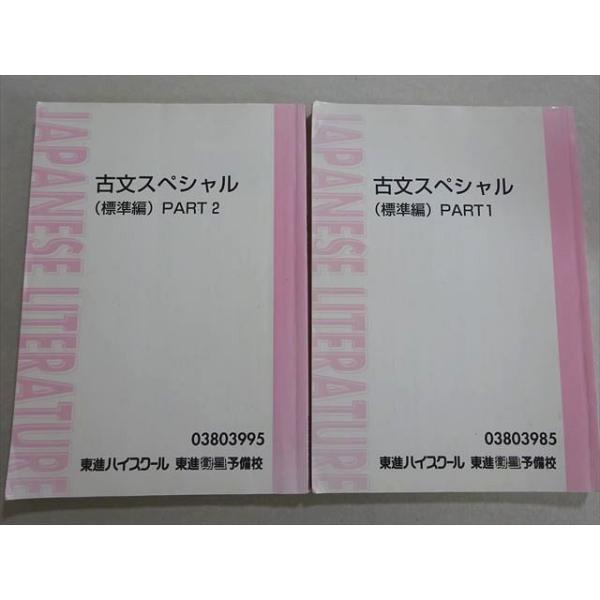 JAPANESE LITERATURE
古文スペシャル
(標準編) PART 2
03803995
東進ハイスクール 東進衛星予備校
JAPANESE LITERATURE
古文スペシャル
(標準編) PART1
03803985
東進ハイスクール 東進衛星予備校